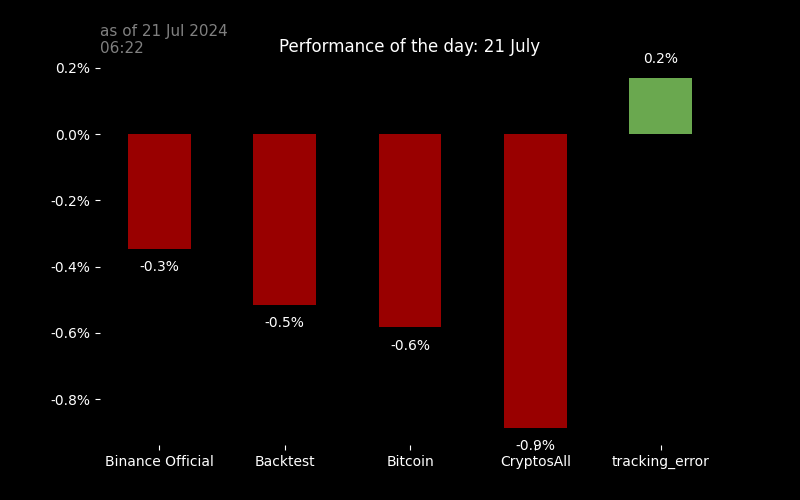 as of 21 Jul 2024
06:22
Performance of the day: 21 July
0.2%
0.2%
0.0%
-0.2%
-0.4%
-0.6%
-0.8%
-0.3%
-0.5%
-0.6%
-0.9%
Binance Official
Backtest
Bitcoin
CryptosAll
tracking_error